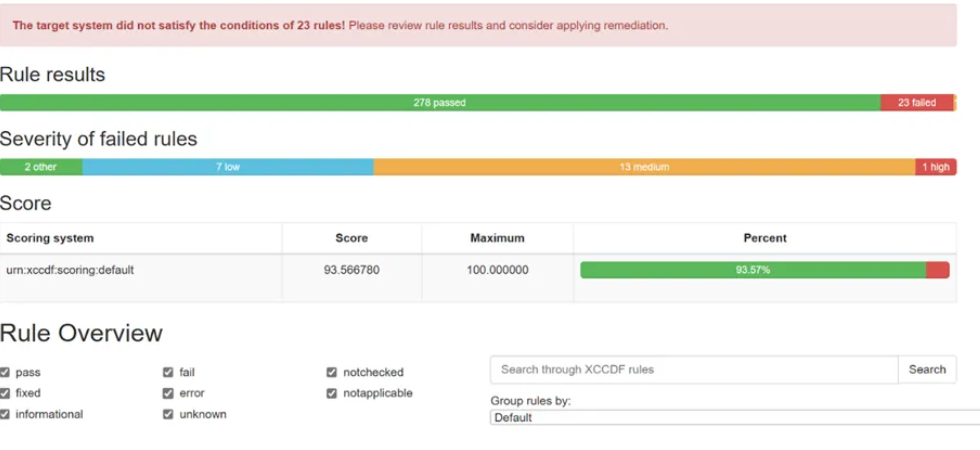 The target system did not satisfy the conditions of 23 rules! Please review rule results and consider applying remediation.
Rule results
278 passed 23 failed
Severity of failed rules
2 other 7 low 13 medium 1 high
Score
Scoring system Score Maximum Percent
urn:xccdf:scoring:default 93.566780 100.000000 93.57%
Rule Overview
pass fail notchecked
fixed error notapplicable
informational unknown
Search through XCCDF rules Search
Group rules by:
Default